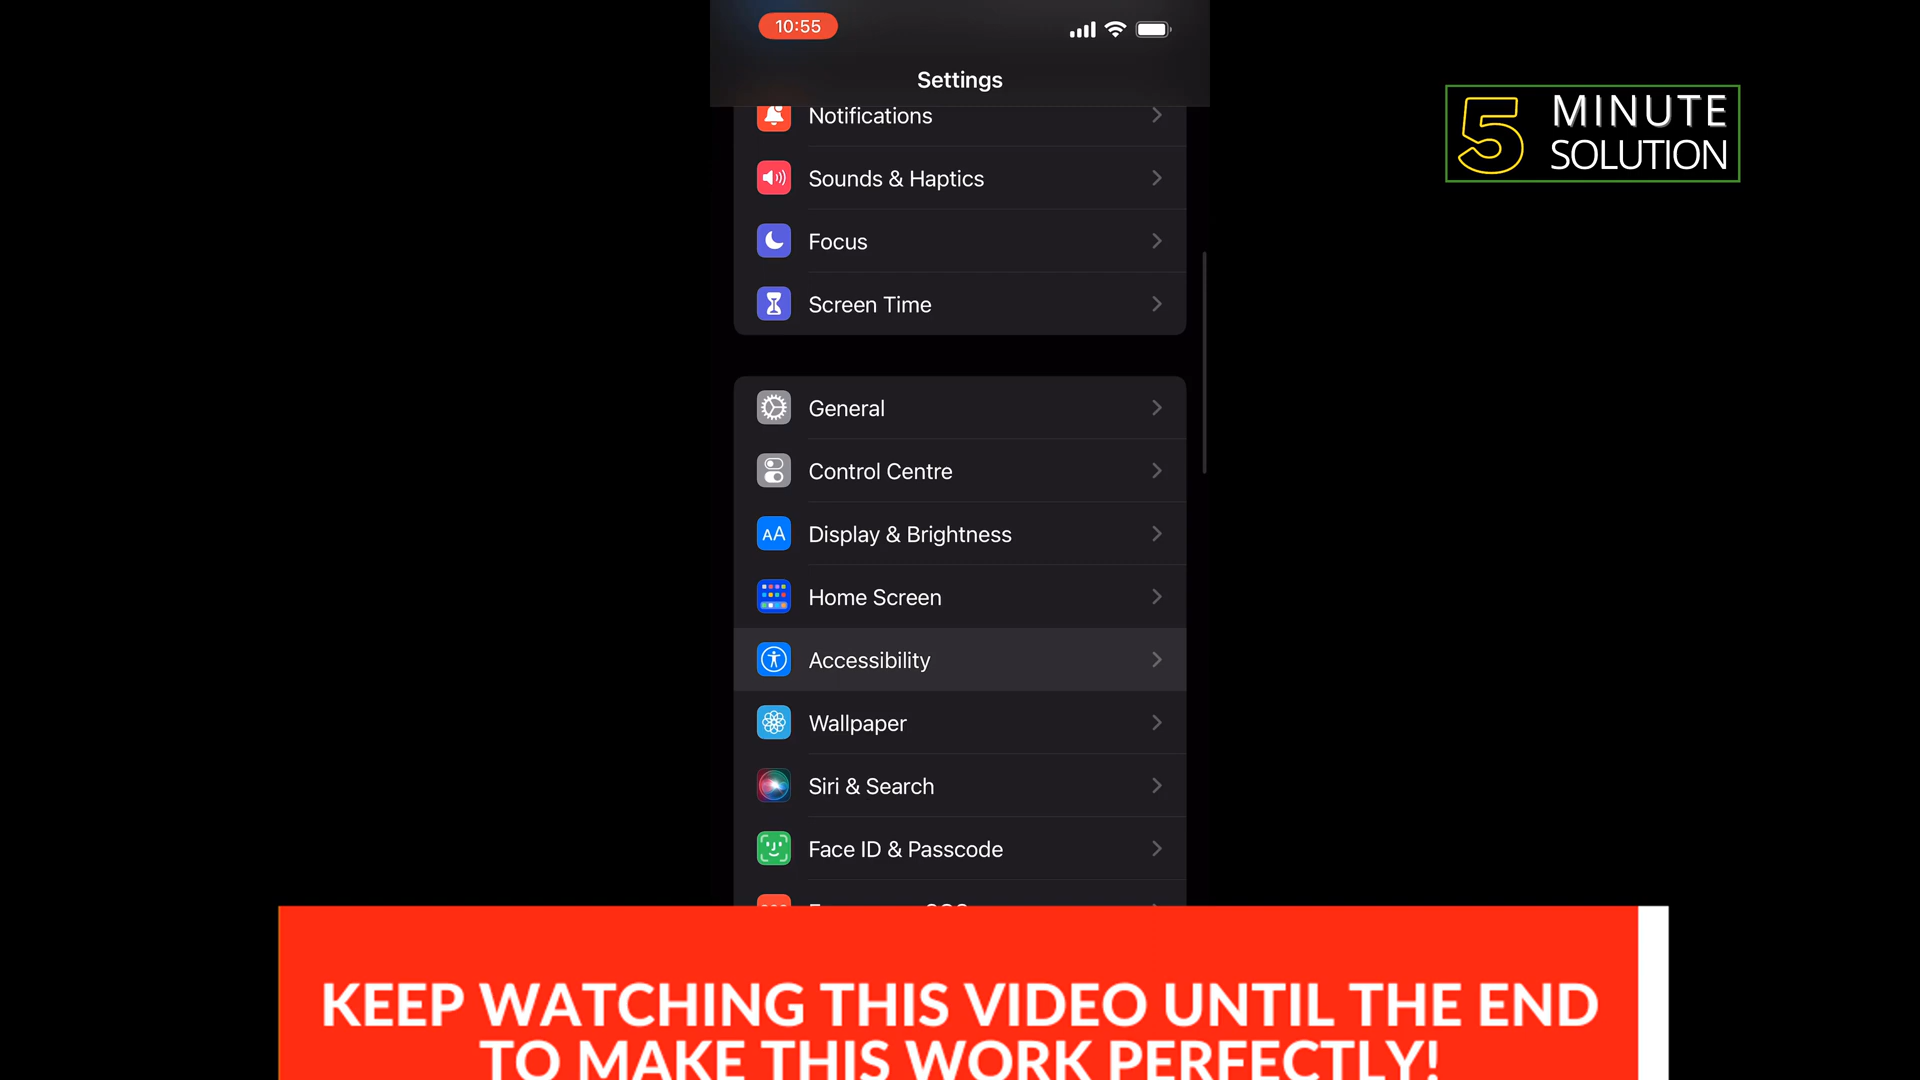 10:55
Settings
5 MINUTE
SOLUTION
Notifications
Sounds & Haptics
Focus
Screen Time
General
Control Centre
AA Display & Brightness
Home Screen
Accessibility
Wallpaper
Siri & Search
Face ID & Passcode
KEEP WATCHING THIS VIDEO UNTIL THE END
TO MAKE THIS WORK PERFECTLY!